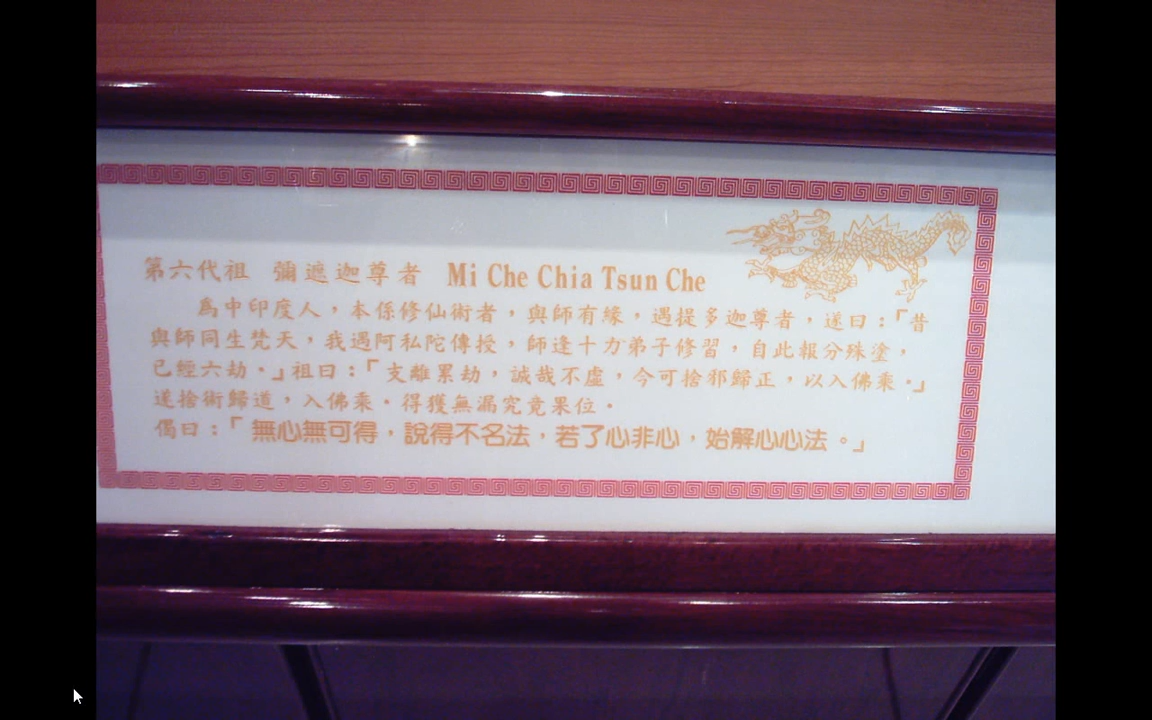 第六代祖 彌遮迦尊者 Mi Che Chia Tsun Che
為中印度人，本係修仙術者，與師有緣，遇提多迦尊者，遂曰：「昔
與師同生梵天，我遇阿私陀傳授，師逢十力弟子修習，自此報分殊塗，
已經六劫。」祖曰：「支離累劫，誠哉不虛，今可捨邪歸正，以入佛乘。」
遂捨術歸道，入佛乘。得獲無漏究竟果位。
偈曰：「無心無可得，說得不名法，若了心非心，始解心心法。」